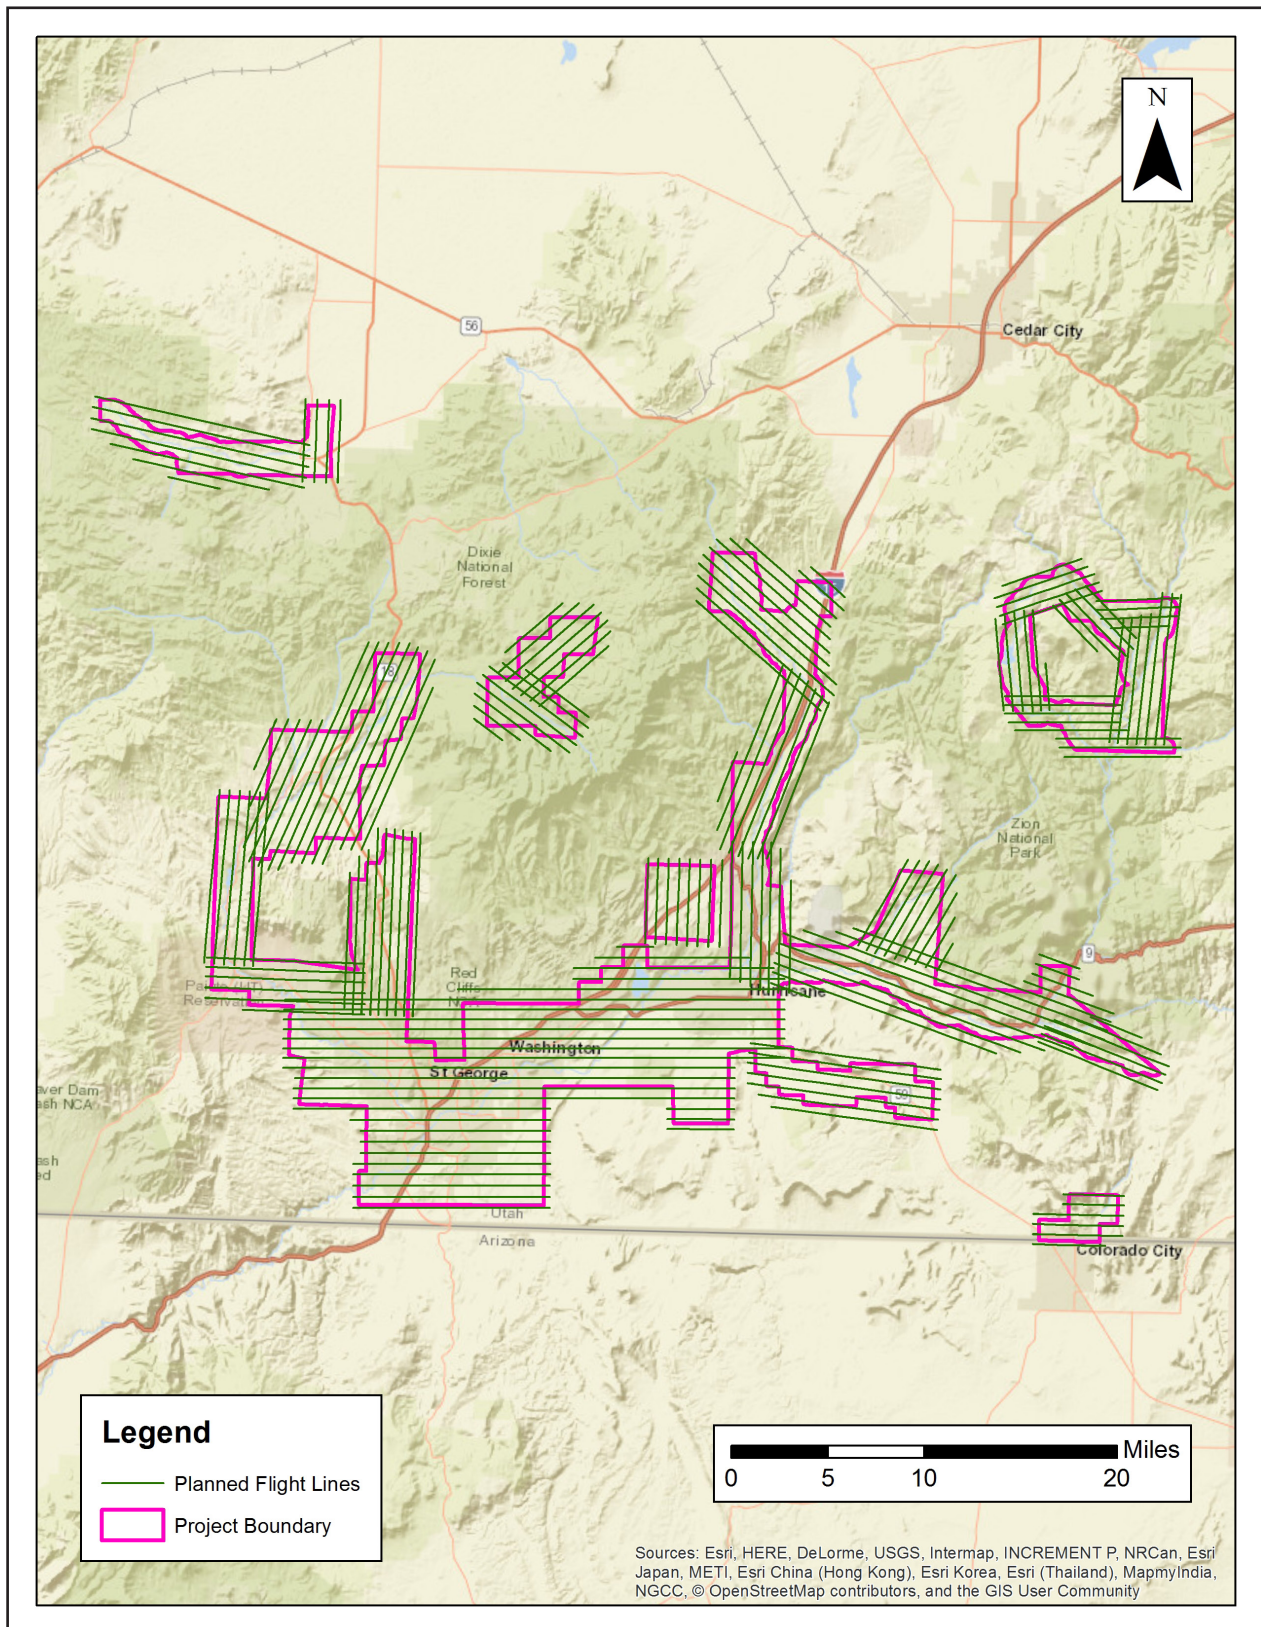 N
56
Cedar City
Dixie
National
Forest
18
Zion
National
Park
9
Red
Cliffs
Hurricane
Washington
St George
59
Utah
Arizona
Colorado City
Legend
Planned Flight Lines
Project Boundary
Miles
0 5 10 20
Sources: Esri, HERE, DeLorme, USGS, Intermap, INCREMENT P, NRCan, Esri
Japan, METI, Esri China (Hong Kong), Esri Korea, Esri (Thailand), MapmyIndia,
NGCC, © OpenStreetMap contributors, and the GIS User Community